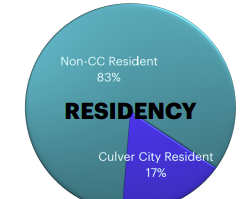 Non-CC Resident
83%
RESIDENCY
Culver City Resident
17%